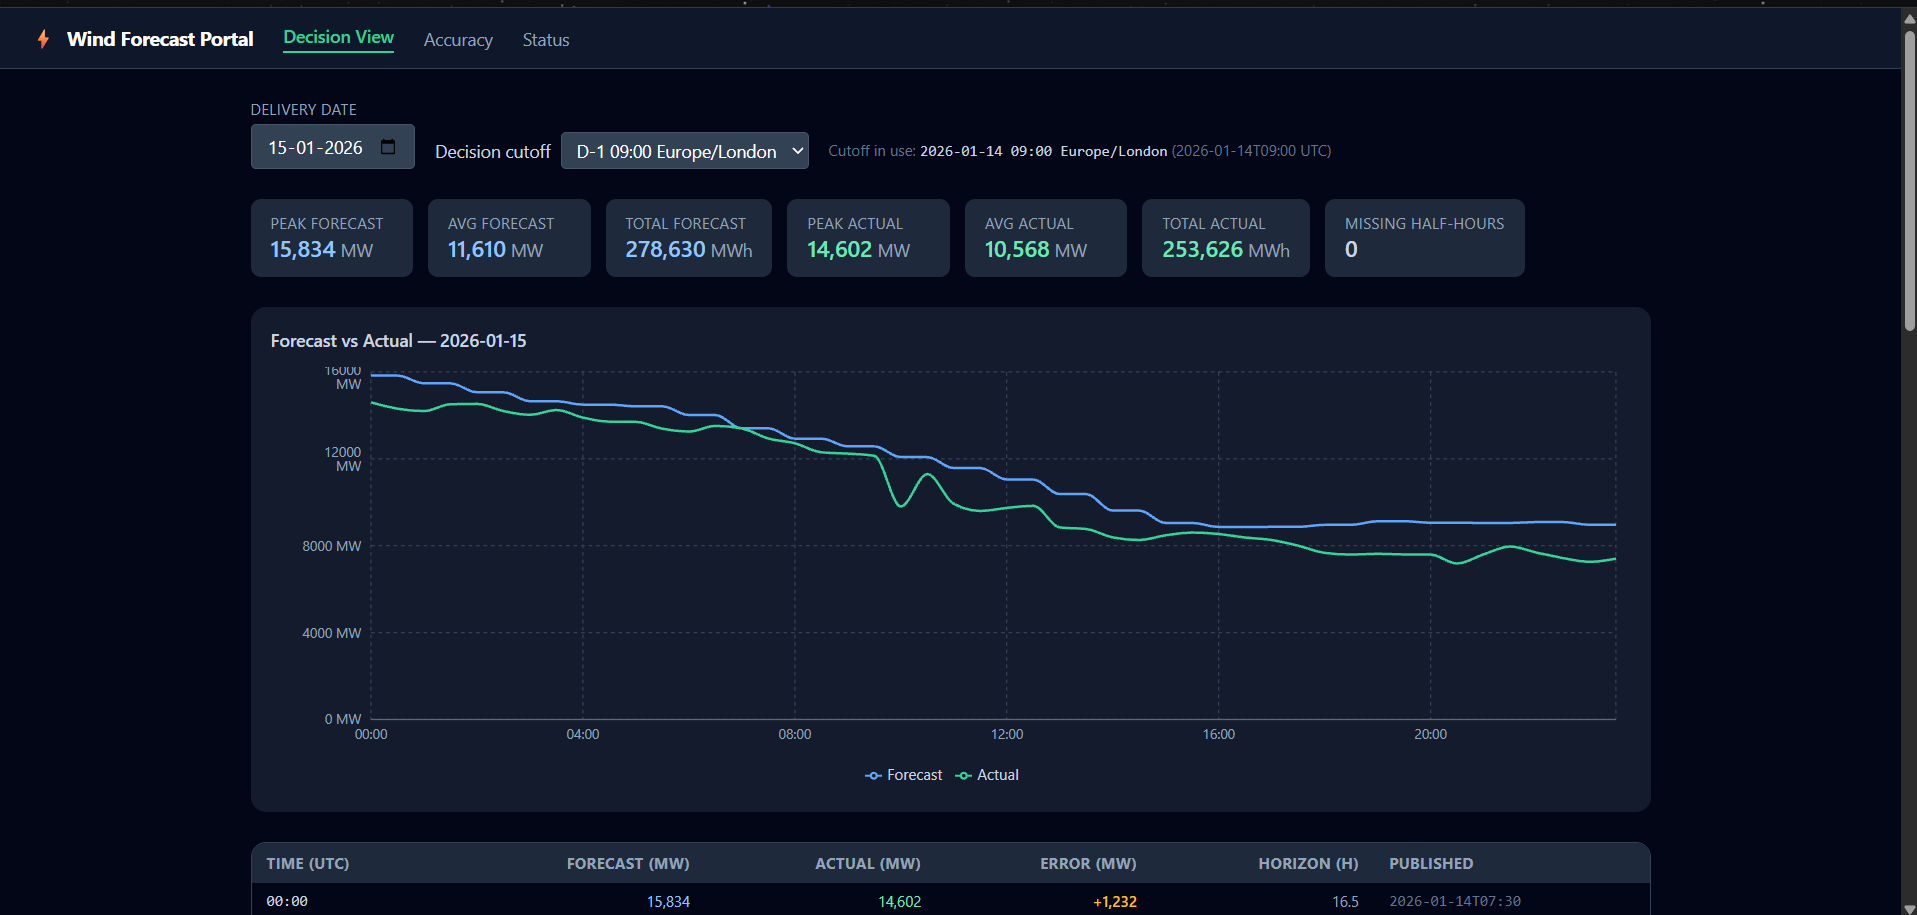 Wind Forecast Portal Decision View Accuracy Status
DELIVERY DATE
15-01-2026 Decision cutoff D-1 09:00 Europe/London Cutoff in use: 2026-01-14 09:00 Europe/London (2026-01-14T09:00 UTC)
PEAK FORECAST
15,834 MW
AVG FORECAST
11,610 MW
TOTAL FORECAST
278,630 MWh
PEAK ACTUAL
14,602 MW
AVG ACTUAL
10,568 MW
TOTAL ACTUAL
253,626 MWh
MISSING HALF-HOURS
0
Forecast vs Actual — 2026-01-15
16000
MW
12000
MW
8000 MW
4000 MW
0 MW
00:00 04:00 08:00 12:00 16:00 20:00
Forecast Actual
TIME (UTC) FORECAST (MW) ACTUAL (MW) ERROR (MW) HORIZON (H) PUBLISHED
00:00 15,834 14,602 +1,232 16.5 2026-01-14T07:30